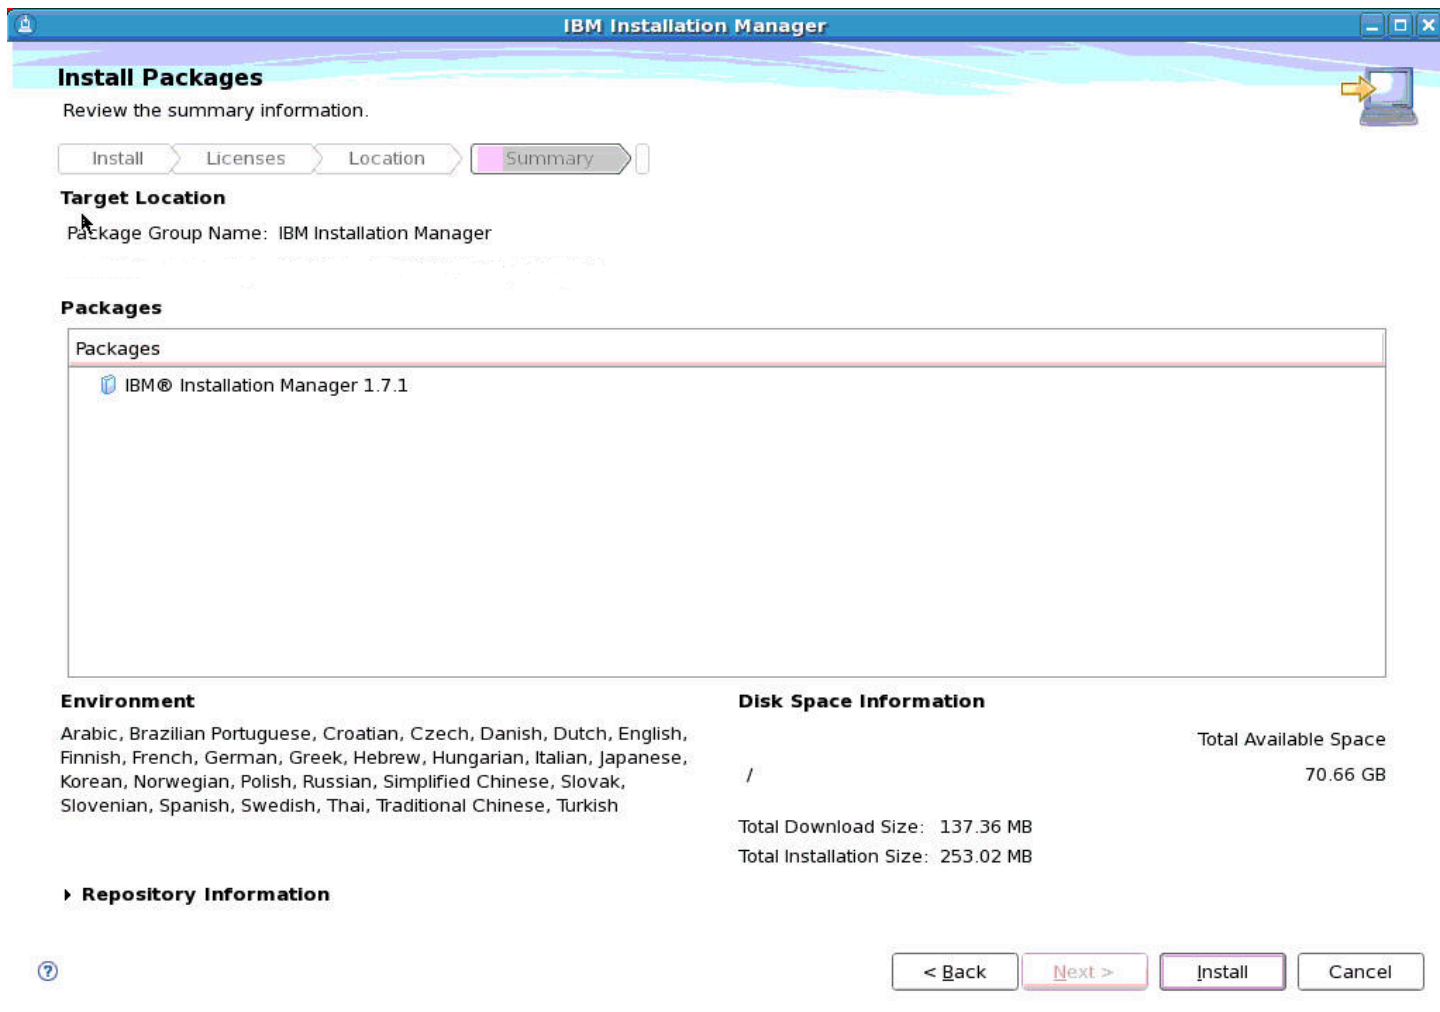 IBM Installation Manager
Install Packages
Review the summary information.
Install
Licenses
Location
Summary
Target Location
Package Group Name: IBM Installation Manager
Packages
Packages
IBM® Installation Manager 1.7.1
Environment
Arabic, Brazilian Portuguese, Croatian, Czech, Danish, Dutch, English,
Finnish, French, German, Greek, Hebrew, Hungarian, Italian, Japanese,
Korean, Norwegian, Polish, Russian, Simplified Chinese, Slovak,
Slovenian, Spanish, Swedish, Thai, Traditional Chinese, Turkish
Disk Space Information
Total Available Space
/ 70.66 GB
Total Download Size: 137.36 MB
Total Installation Size: 253.02 MB
Repository Information
?
< Back
Next >
Install
Cancel